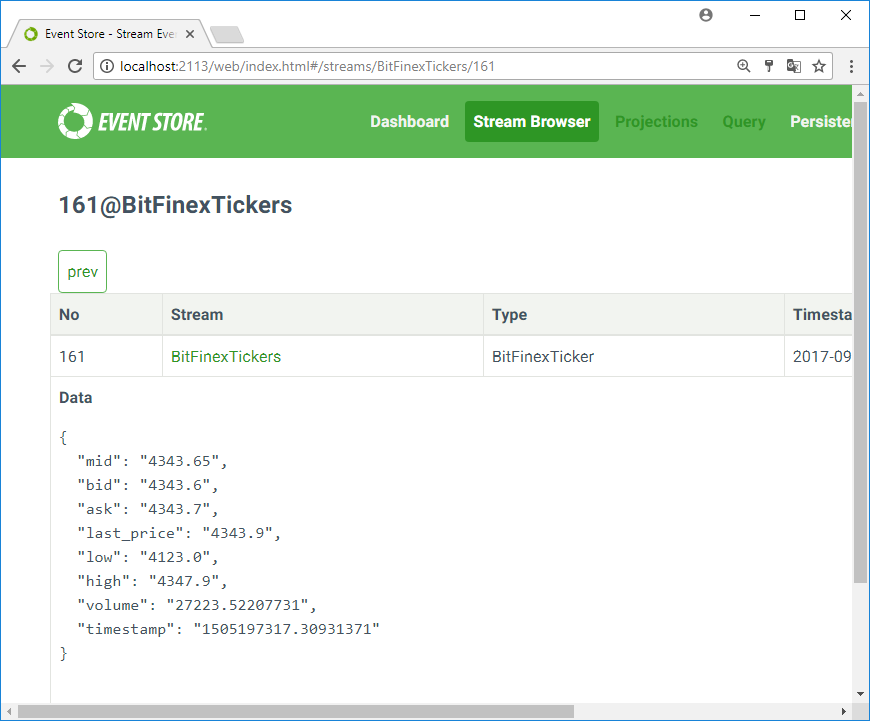 Event Store - Stream Eve
localhost:2113/web/index.html#/streams/BitFinexTickers/161
EVENT STORE Dashboard Stream Browser Projections Query Persister
161@BitFinexTickers
prev
No Stream Type Timesta
161 BitFinexTickers BitFinexTicker 2017-09
Data
{
"mid": "4343.65",
"bid": "4343.6",
"ask": "4343.7",
"last_price": "4343.9",
"low": "4123.0",
"high": "4347.9",
"volume": "27223.52207731",
"timestamp": "1505197317.30931371"
}